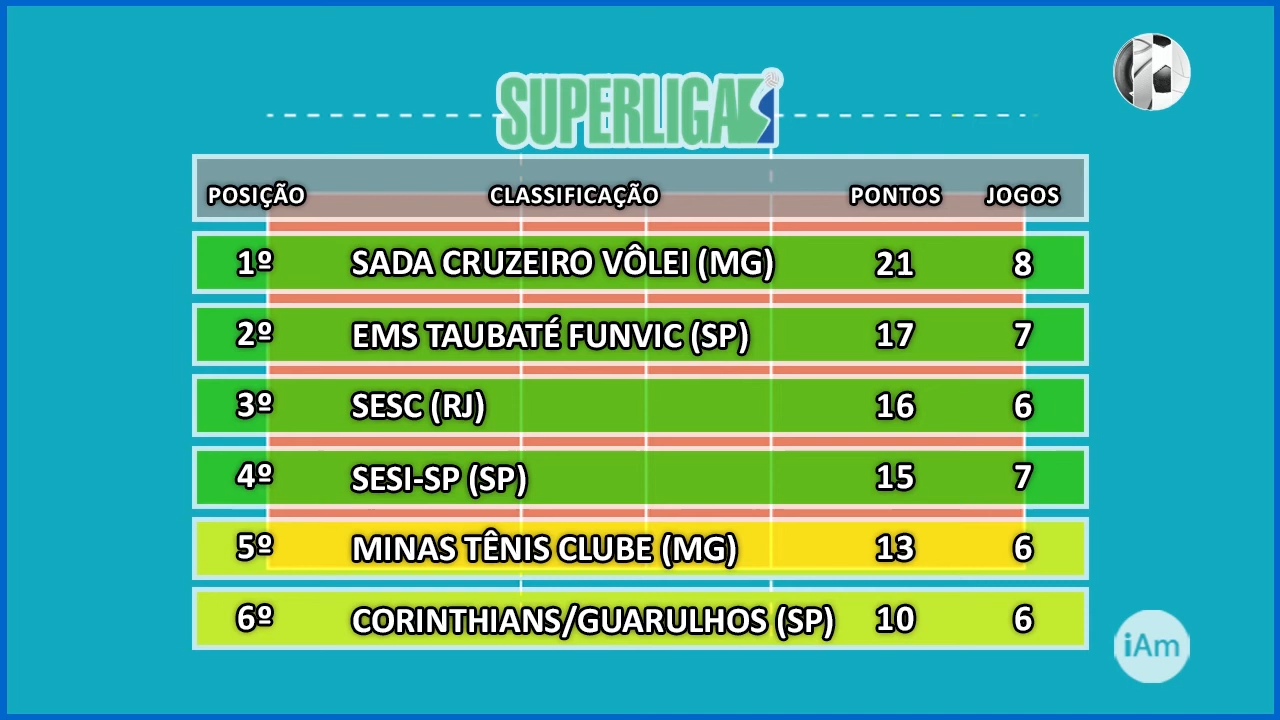 SUPERLIGA
POSIÇÃO CLASSIFICAÇÃO PONTOS JOGOS
1º SADA CRUZEIRO VÔLEI (MG) 21 8
2º EMS TAUBATÉ FUNVIC (SP) 17 7
3º SESC (RJ) 16 6
4º SESI-SP (SP) 15 7
5º MINAS TÊNIS CLUBE (MG) 13 6
6º CORINTHIANS/GUARULHOS (SP) 10 6
iAm